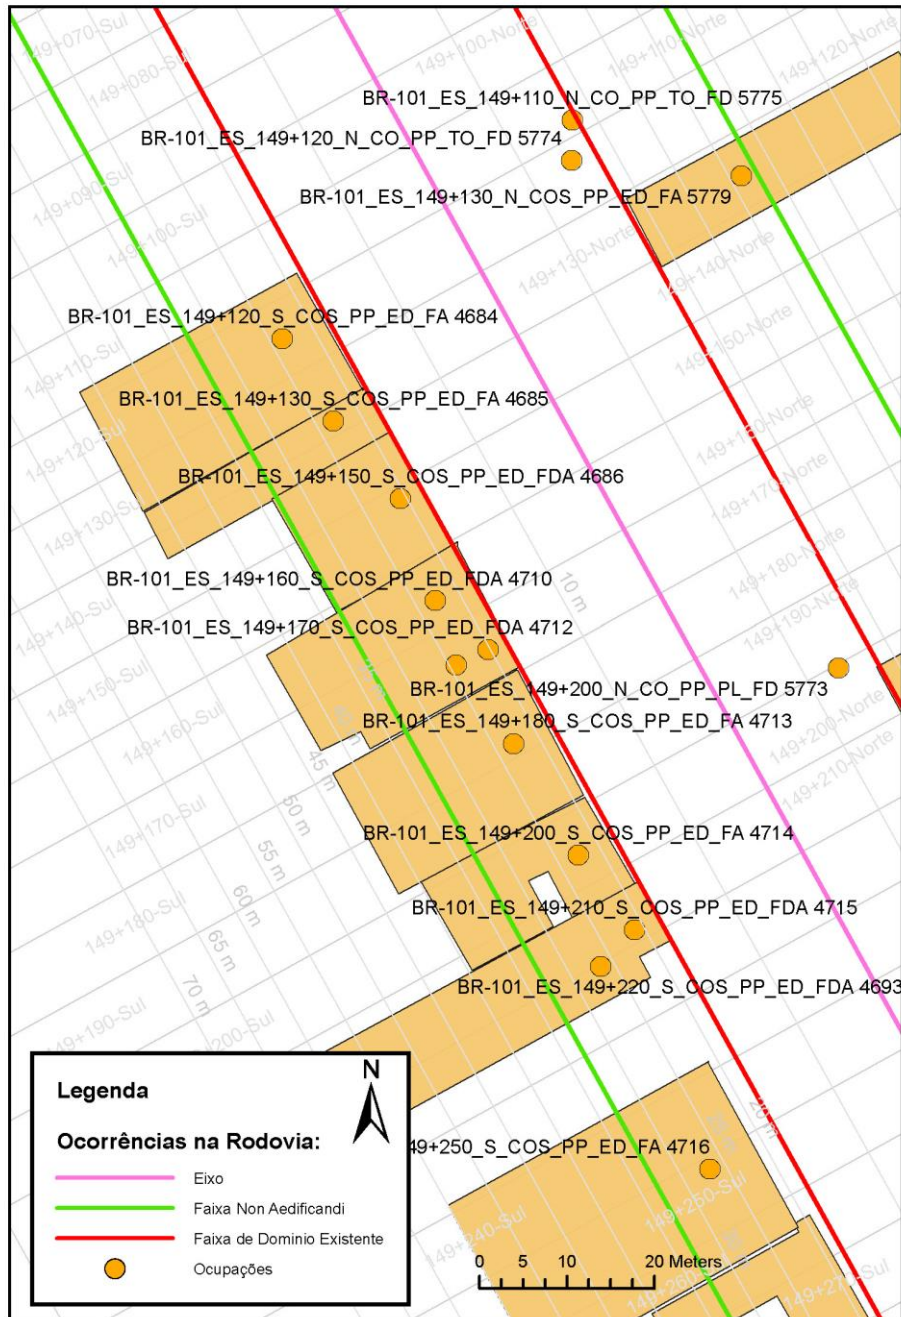 149+070-Sul
149+080-Sul
149+100-Norte
149+110-Norte
149+120-Norte
BR-101_ES_149+110_N_CO_PP_TO_FD 5775
BR-101_ES_149+120_N_CO_PP_TO_FD 5774
149+090-Sul
BR-101_ES_149+130_N_COS_PP_ED_FA 5779
149+100-Sul
149+130-Norte
149+140-Norte
BR-101_ES_149+120_S_COS_PP_ED_FA 4684
149+150-Norte
149+110-Sul
BR-101_ES_149+130_S_COS_PP_ED_FA 4685
149+120-Sul
149+160-Norte
BR-101_ES_149+150_S_COS_PP_ED_FDA 4686
149+170-Norte
149+130-Sul
BR-101_ES_149+160_S_COS_PP_ED_FDA 4710
10 m
149+180-Norte
149+140-Sul
BR-101_ES_149+170_S_COS_PP_ED_FDA 4712
149+190-Norte
149+150-Sul
BR-101_ES_149+200_N_CO_PP_PL_FD 5773
BR-101_ES_149+180_S_COS_PP_ED_FA 4713
149+160-Sul
149+200-Norte
45 m
149+210-Norte
50 m
149+170-Sul
BR-101_ES_149+200_S_COS_PP_ED_FA 4714
55 m
60 m
BR-101_ES_149+210_S_COS_PP_ED_FDA 4715
149+180-Sul
65 m
70 m
BR-101_ES_149+220_S_COS_PP_ED_FDA 4693
149+190-Sul
200-Sul
20 m
49+250_S_COS_PP_ED_FA 4716
149+250-Sul
149+240-Sul
149+260-Sul
149+270-Sul
N
Legenda
Ocorrências na Rodovia:
Eixo
Faixa Non Aedificandi
Faixa de Dominio Existente
Ocupações
0 5 10 20 Meters